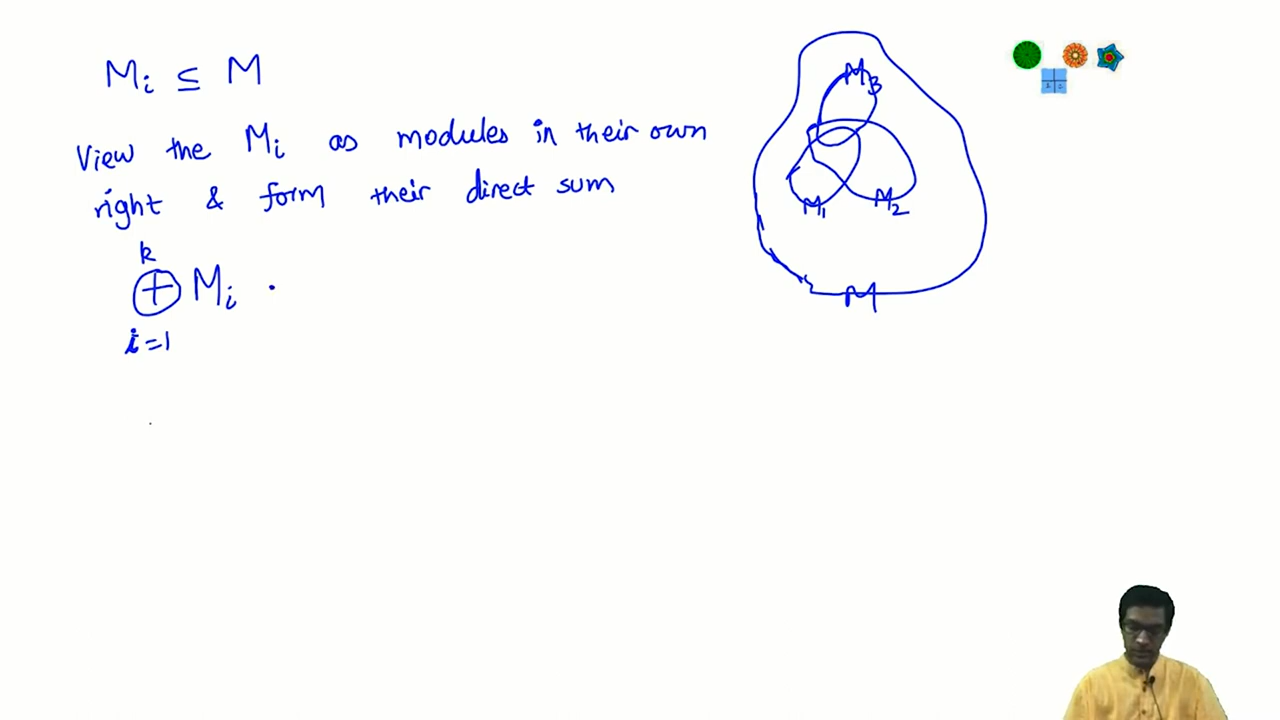 Mi ≤ M
View the Mi as modules in their own
right & form their direct sum
k
⊕ Mi .
i=1
M3
M1 M2
M